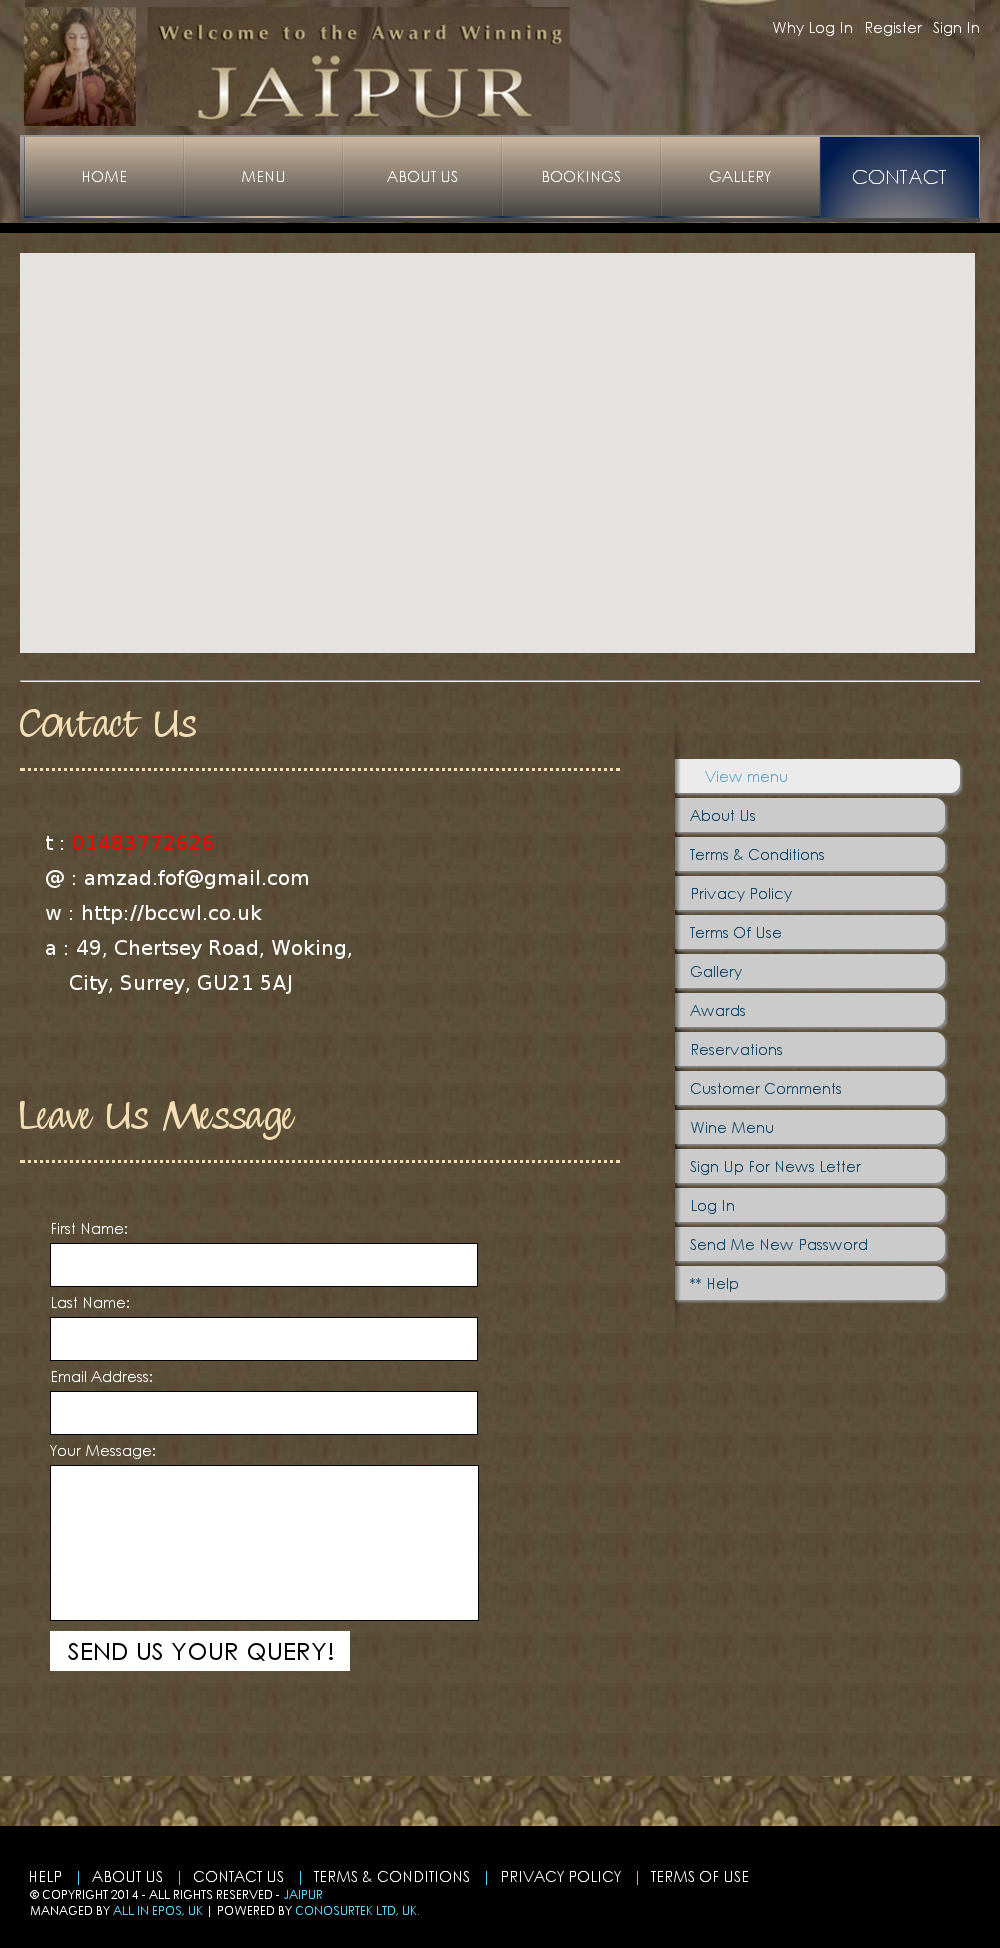 Welcome to the Award Winning
JAÏPUR
Why Log In Register Sign In
HOME MENU ABOUT US BOOKINGS GALLERY CONTACT
Contact Us
t : 01483772626
@ : amzad.fof@gmail.com
w : http://bccwl.co.uk
a : 49, Chertsey Road, Woking,
City, Surrey, GU21 5AJ
View menu
About Us
Terms & Conditions
Privacy Policy
Terms Of Use
Gallery
Awards
Reservations
Customer Comments
Wine Menu
Sign Up For News Letter
Log In
Send Me New Password
** Help
Leave Us Message
First Name:
Last Name:
Email Address:
Your Message:
SEND US YOUR QUERY!
HELP | ABOUT US | CONTACT US | TERMS & CONDITIONS | PRIVACY POLICY | TERMS OF USE
© COPYRIGHT 2014 - ALL RIGHTS RESERVED - JAIPUR
MANAGED BY ALL IN EPOS, UK | POWERED BY CONOSURTEK LTD, UK.